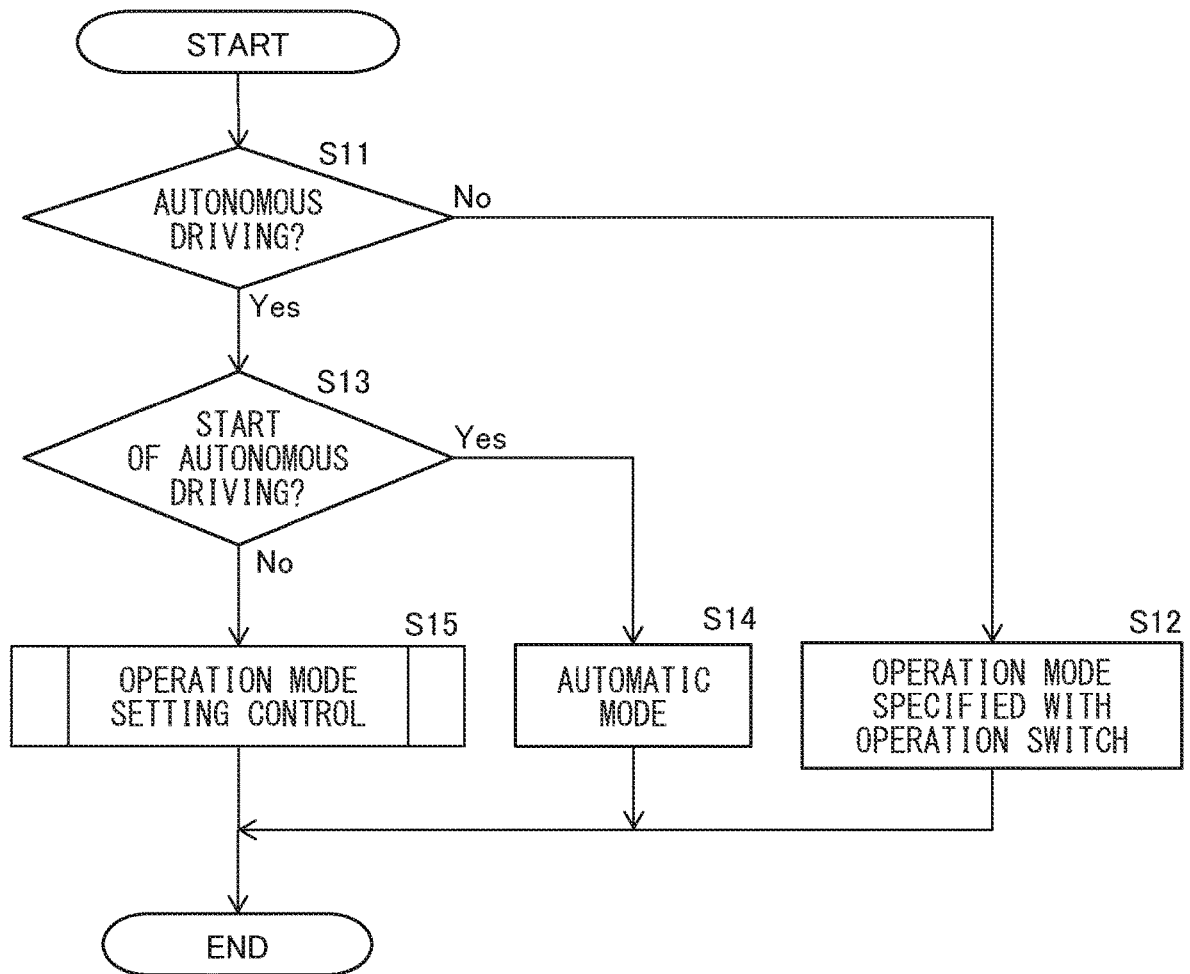 START
S11
AUTONOMOUS
DRIVING?
No
Yes
S13
START
OF AUTONOMOUS
DRIVING?
Yes
No
S15
OPERATION MODE
SETTING CONTROL
S14
AUTOMATIC
MODE
S12
OPERATION MODE
SPECIFIED WITH
OPERATION SWITCH
END